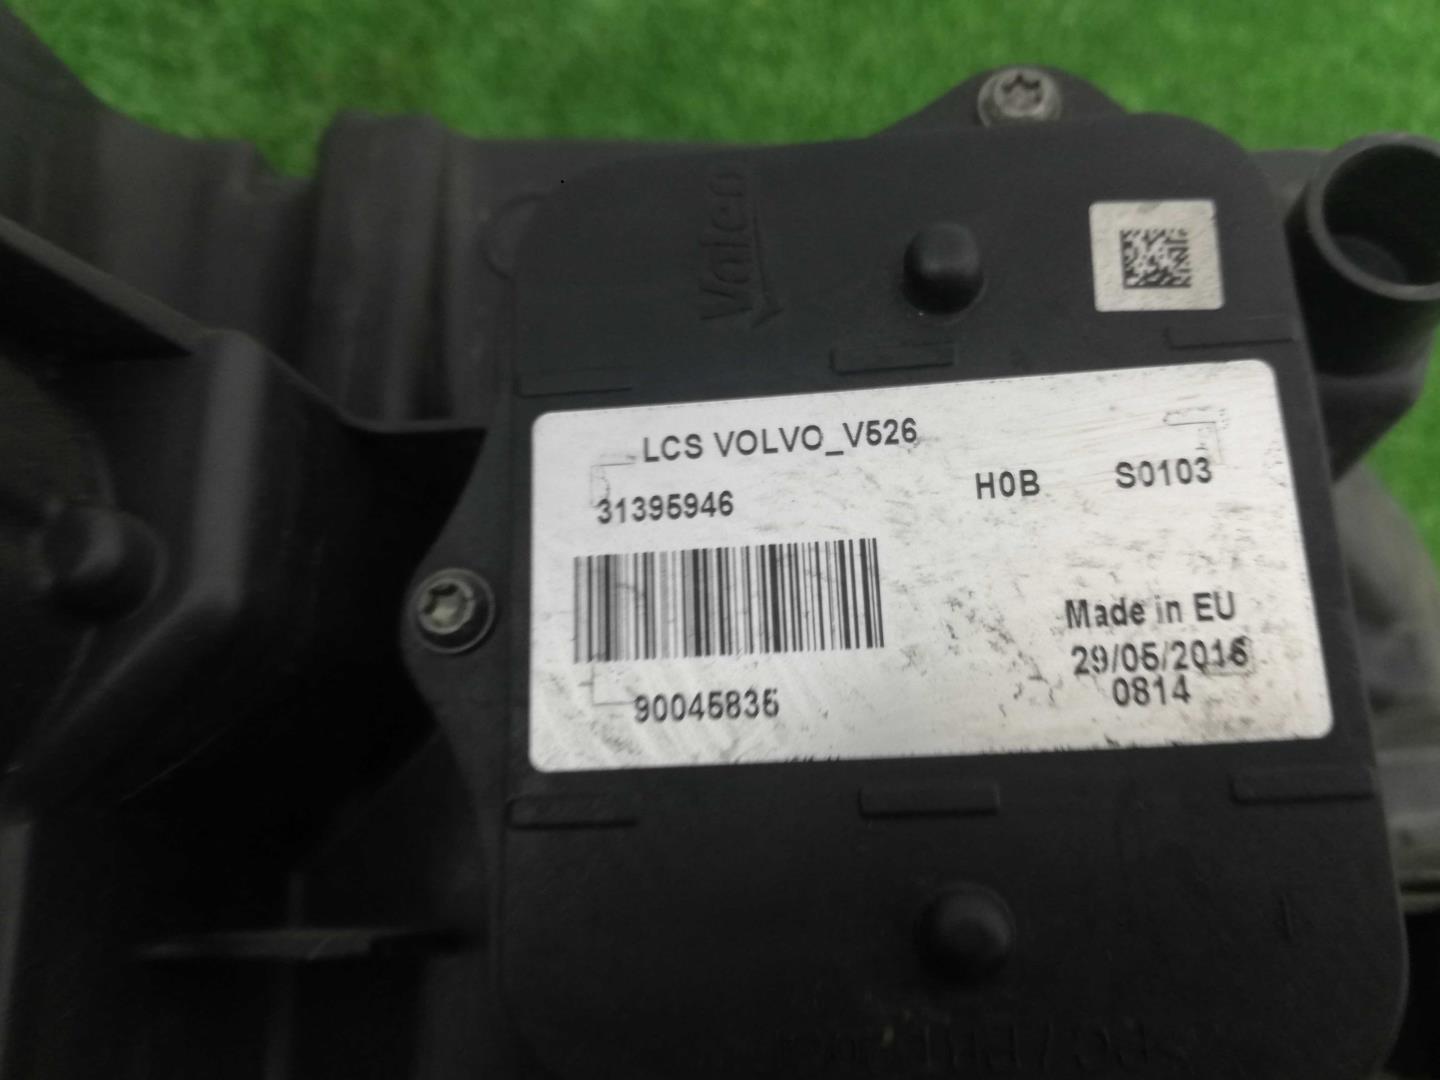 Valeo
LCS VOLVO_V526
31395946
H0B
S0103
Made in EU
29/05/2016
0814
90045835